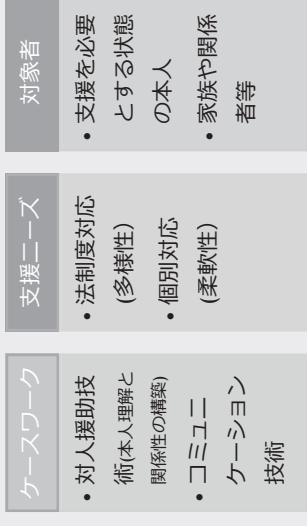 ケースワーク
• 対人援助技
術(本人理解と
関係性の構築)
• コミュニ
ケーション
技術
支援ニーズ
• 法制度対応
(多様性)
• 個別対応
(柔軟性)
対象者
• 支援を必要
とする状態
の本人
• 家族や関係
者等